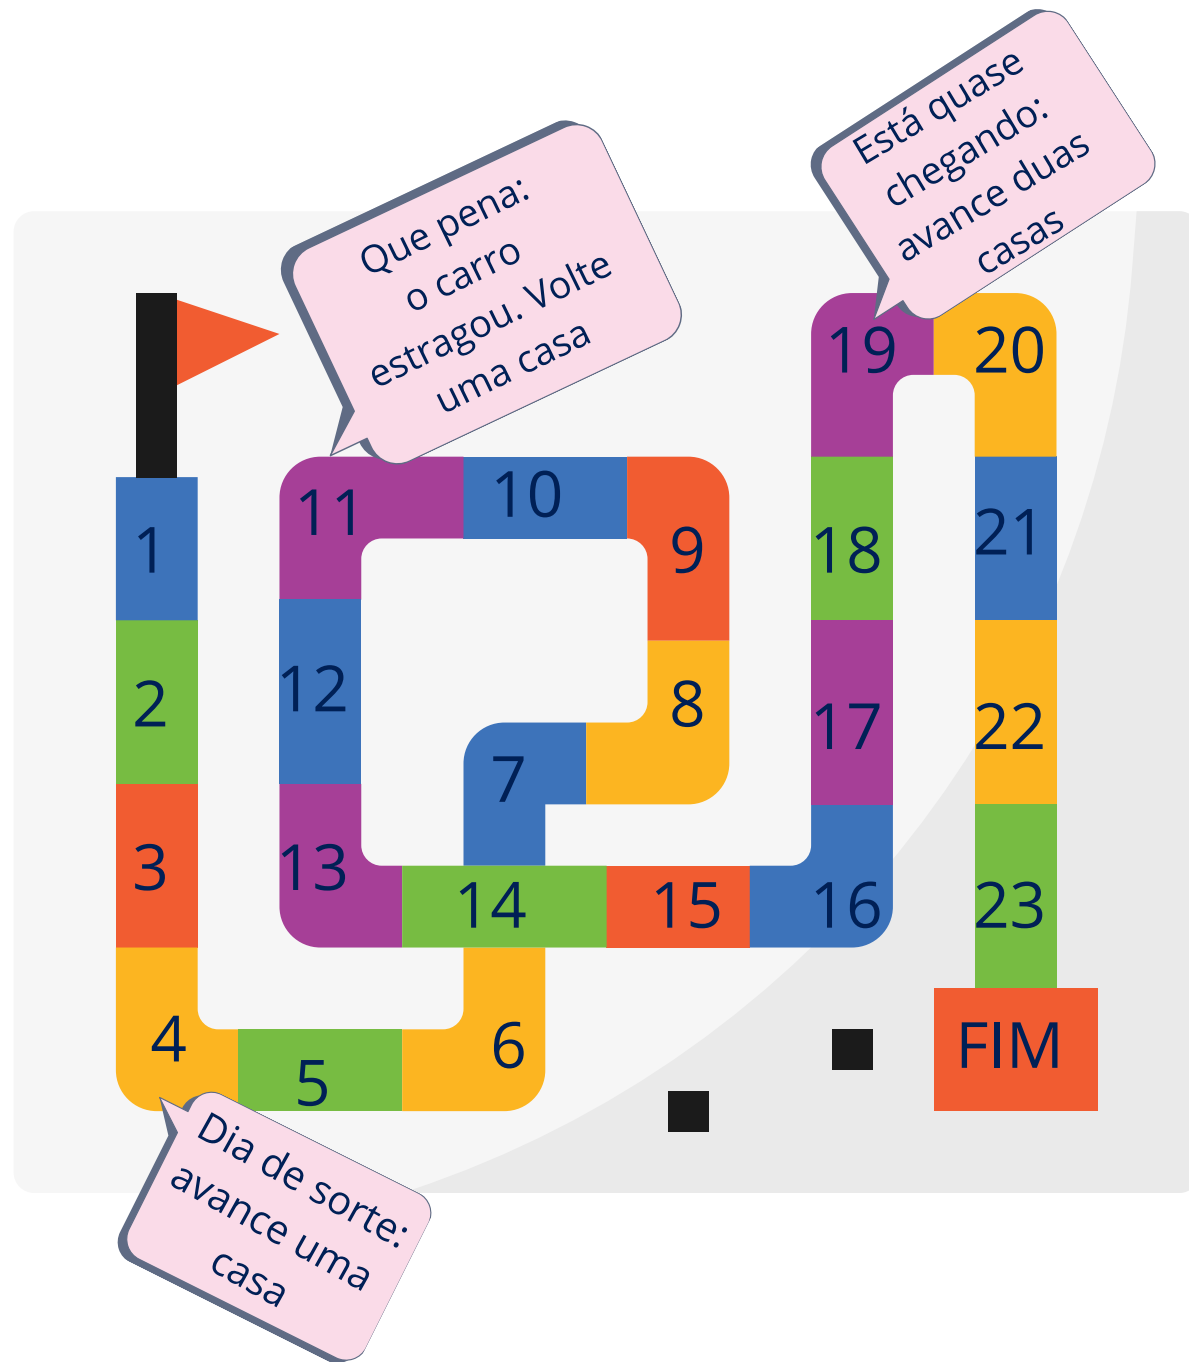 Está quase
chegando:
avance duas
casas
Que pena:
o carro
estragou. Volte
uma casa
1
2
3
4
5
6
7
8
9
10
11
12
13
14
15
16
17
18
19
20
21
22
23
FIM
Dia de sorte:
avance uma
casa